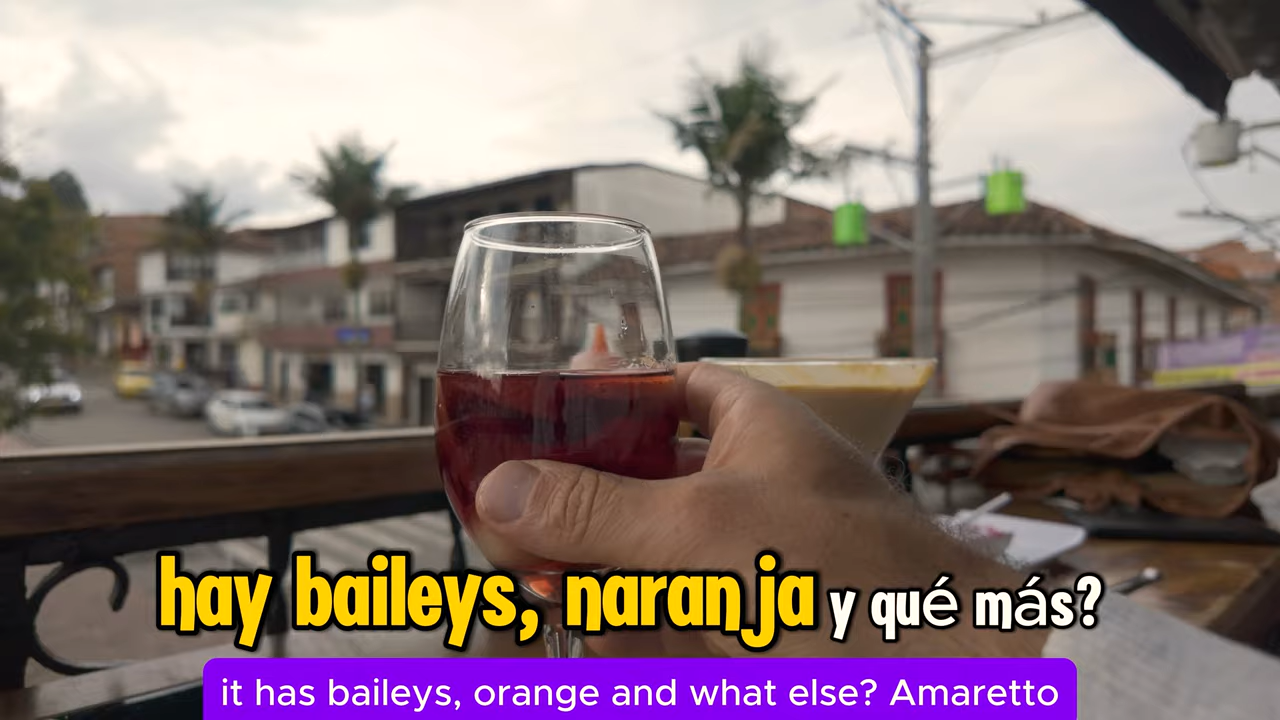 hay baileys, naranja y qué más?
it has baileys, orange and what else? Amaretto